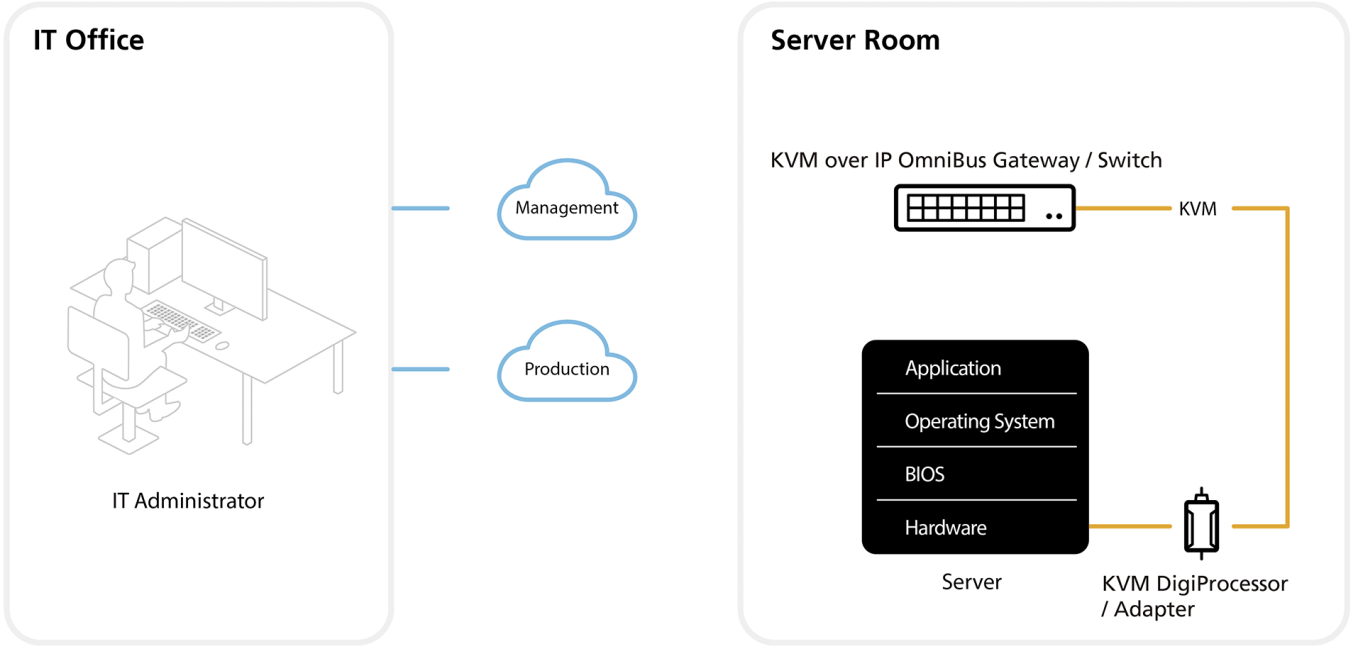 IT Office
IT Administrator
Management
Production
Server Room
KVM over IP OmniBus Gateway / Switch
KVM
Application
Operating System
BIOS
Hardware
Server
KVM DigiProcessor
/ Adapter